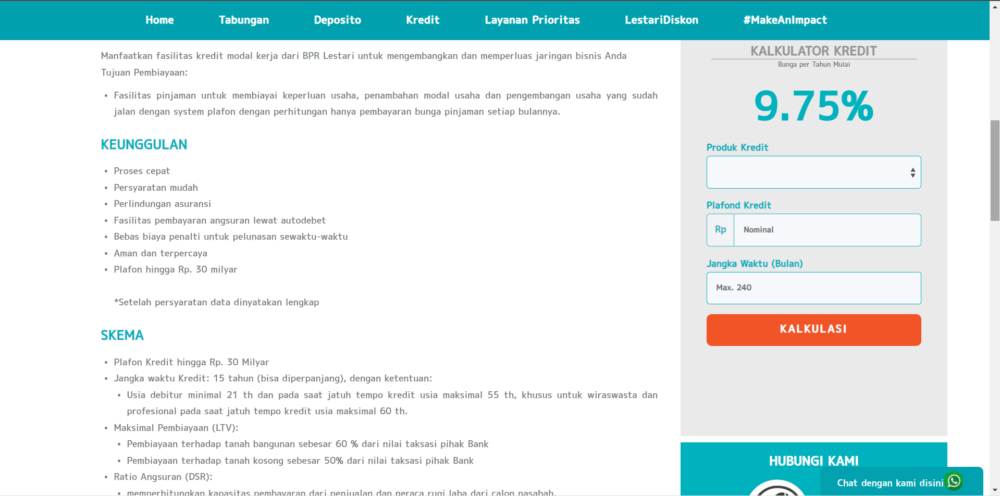 Home Tabungan Deposito Kredit Layanan Prioritas LestariDiskon #MakeAnImpact
Manfaatkan fasilitas kredit modal kerja dari BPR Lestari untuk mengembangkan dan memperluas jaringan bisnis Anda
Tujuan Pembiayaan:
• Fasilitas pinjaman untuk membiayai keperluan usaha, penambahan modal usaha dan pengembangan usaha yang sudah
jalan dengan system plafon dengan perhitungan hanya pembayaran bunga pinjaman setiap bulannya.
KEUNGGULAN
• Proses cepat
• Persyaratan mudah
• Perlindungan asuransi
• Fasilitas pembayaran angsuran lewat autodebet
• Bebas biaya penalti untuk pelunasan sewaktu-waktu
• Aman dan terpercaya
• Plafon hingga Rp. 30 milyar
*Setelah persyaratan data dinyatakan lengkap
SKEMA
• Plafon Kredit hingga Rp. 30 Milyar
• Jangka waktu Kredit: 15 tahun (bisa diperpanjang), dengan ketentuan:
• Usia debitur minimal 21 th dan pada saat jatuh tempo kredit usia maksimal 55 th, khusus untuk wiraswasta dan
profesional pada saat jatuh tempo kredit usia maksimal 60 th.
• Maksimal Pembiayaan (LTV):
• Pembiayaan terhadap tanah bangunan sebesar 60 % dari nilai taksasi pihak Bank
• Pembiayaan terhadap tanah kosong sebesar 50% dari nilai taksasi pihak Bank
• Ratio Angsuran (DSR):
• memperhitungkan kapasitas pembayaran dari penjualan dan neraca rugi laba dari calon nasabah.
KALKULATOR KREDIT
Bunga per Tahun Mulai
9.75%
Produk Kredit
Plafond Kredit
Rp Nominal
Jangka Waktu (Bulan)
Max. 240
KALKULASI
HUBUNGI KAMI
Chat dengan kami disini